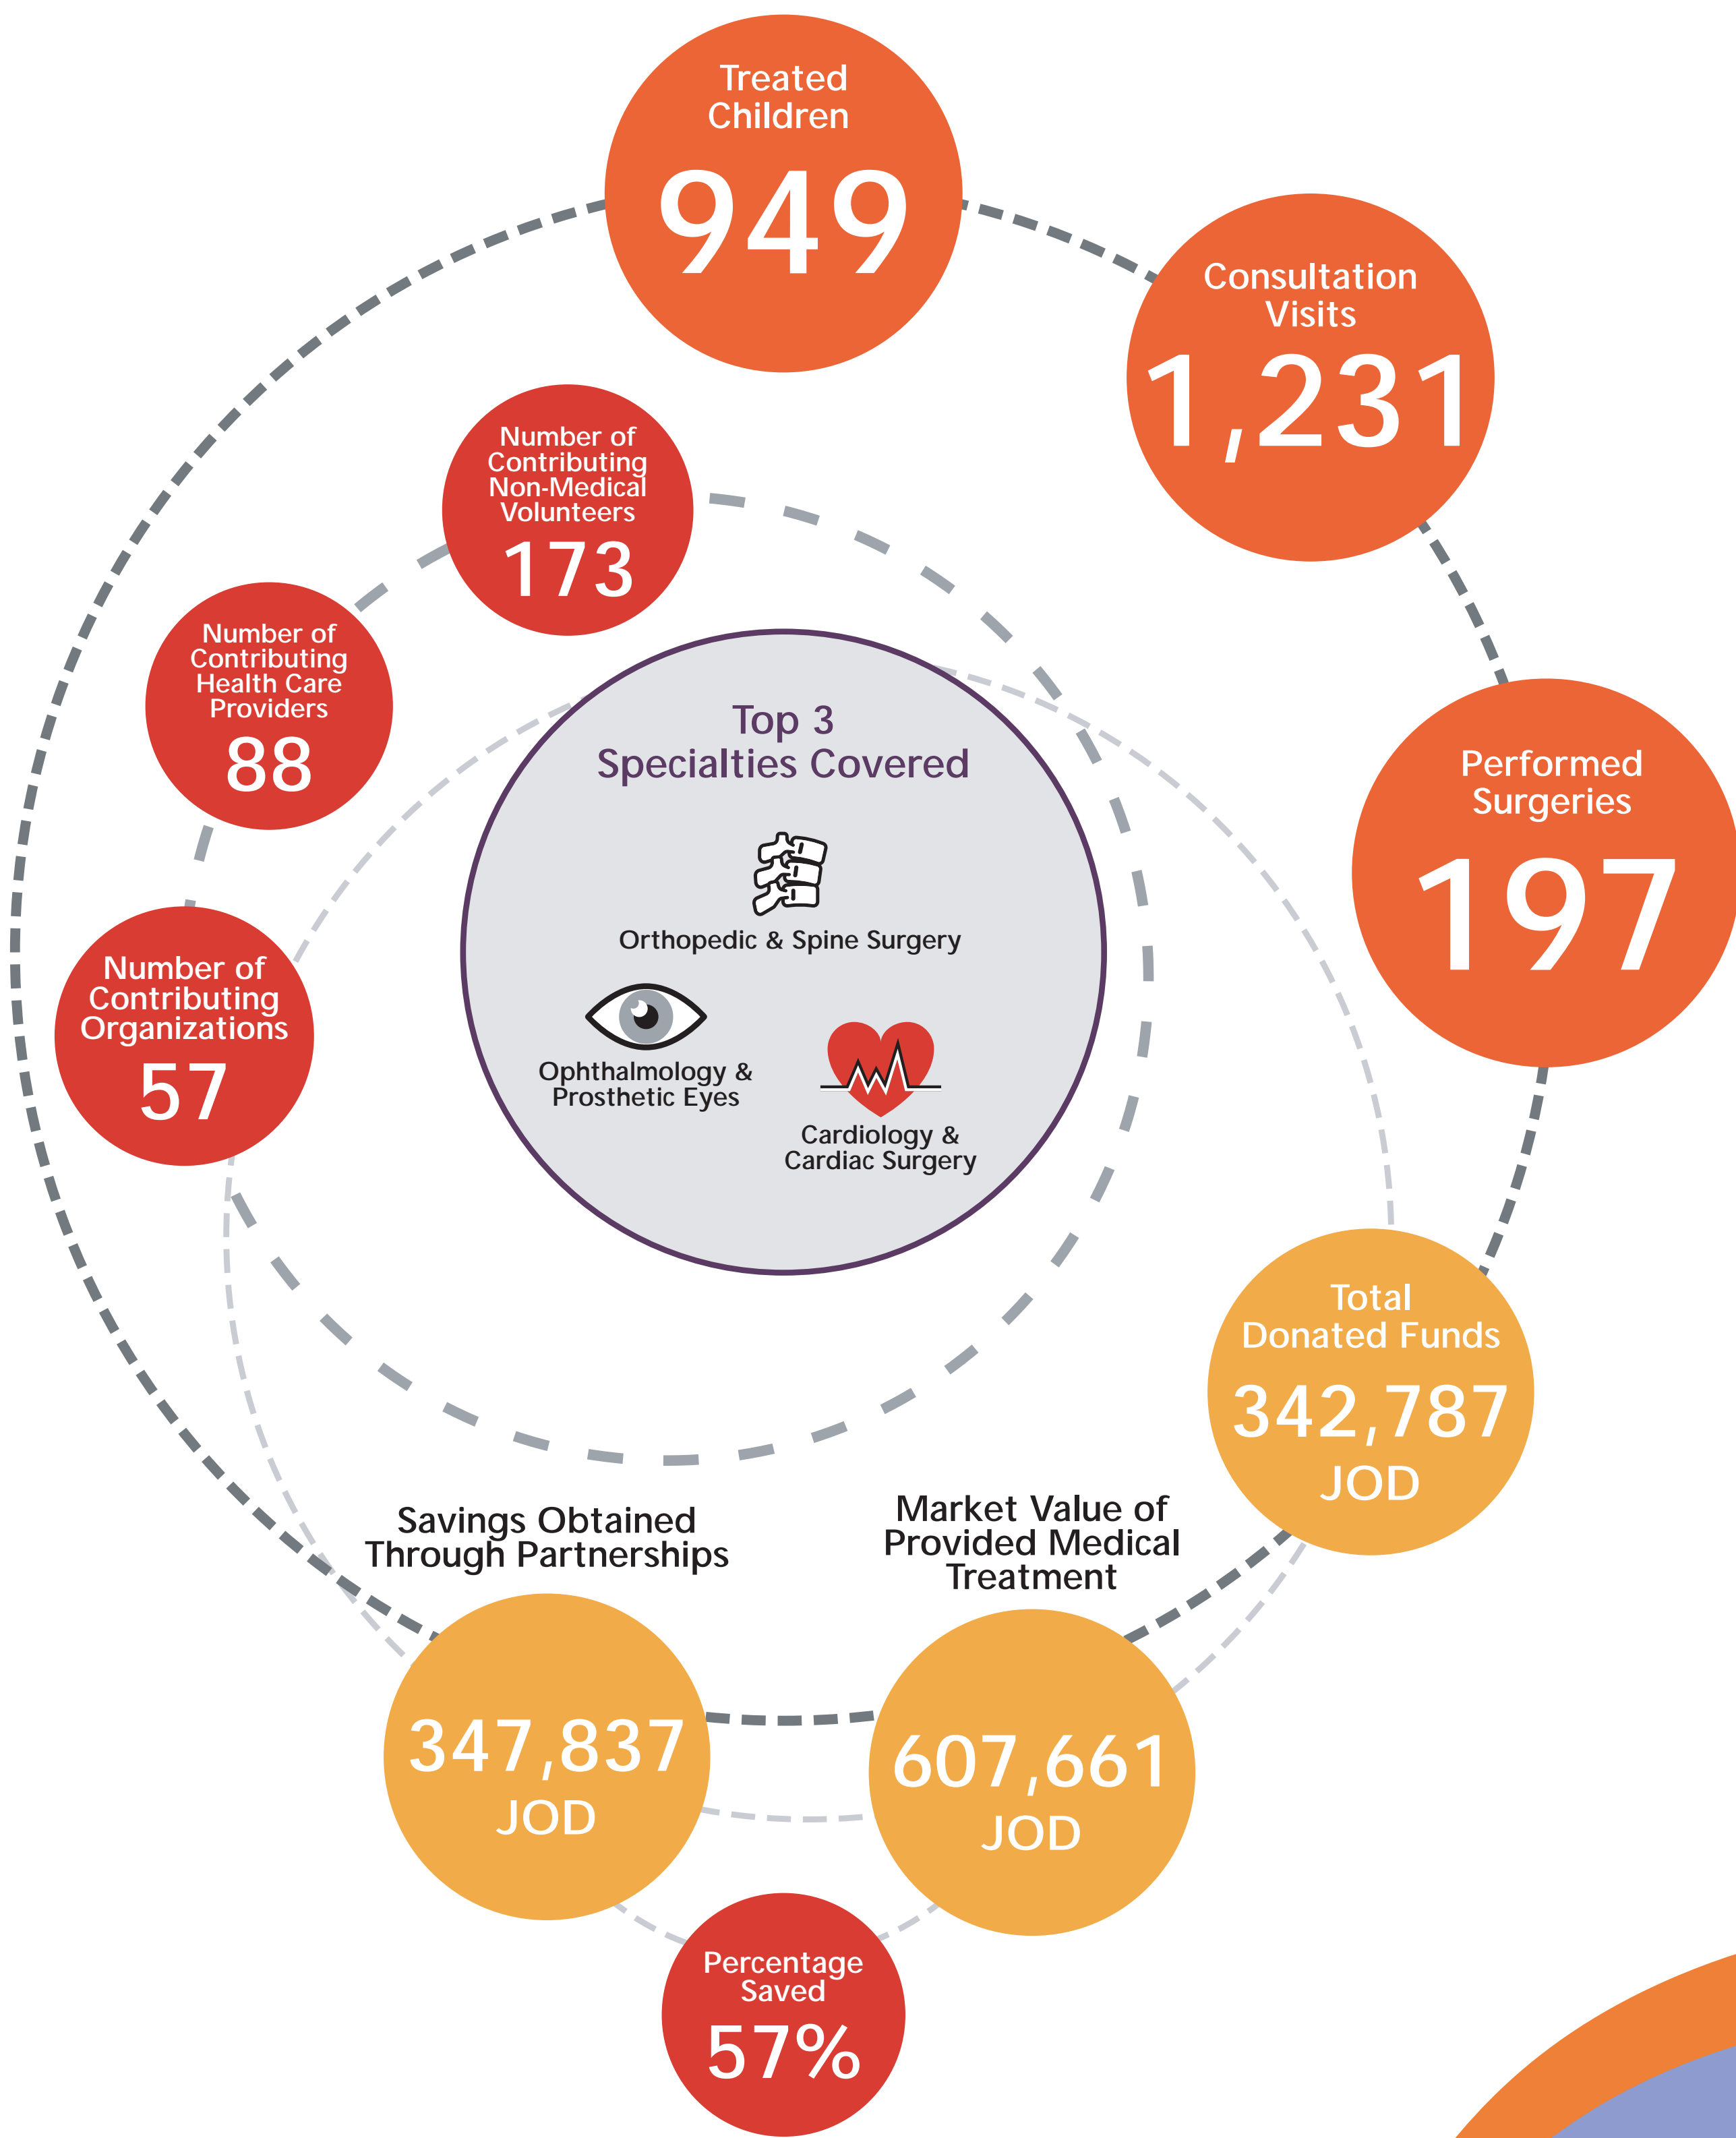 Treated
Children
949
Consultation
Visits
1,231
Number of
Contributing
Non-Medical
Volunteers
173
Number of
Contributing
Health Care
Providers
88
Performed
Surgeries
197
Top 3
Specialties Covered
Orthopedic & Spine Surgery
Ophthalmology &
Prosthetic Eyes
Cardiology &
Cardiac Surgery
Number of
Contributing
Organizations
57
Total
Donated Funds
342,787
JOD
Savings Obtained
Through Partnerships
347,837
JOD
Market Value of
Provided Medical
Treatment
607,661
JOD
Percentage
Saved
57%